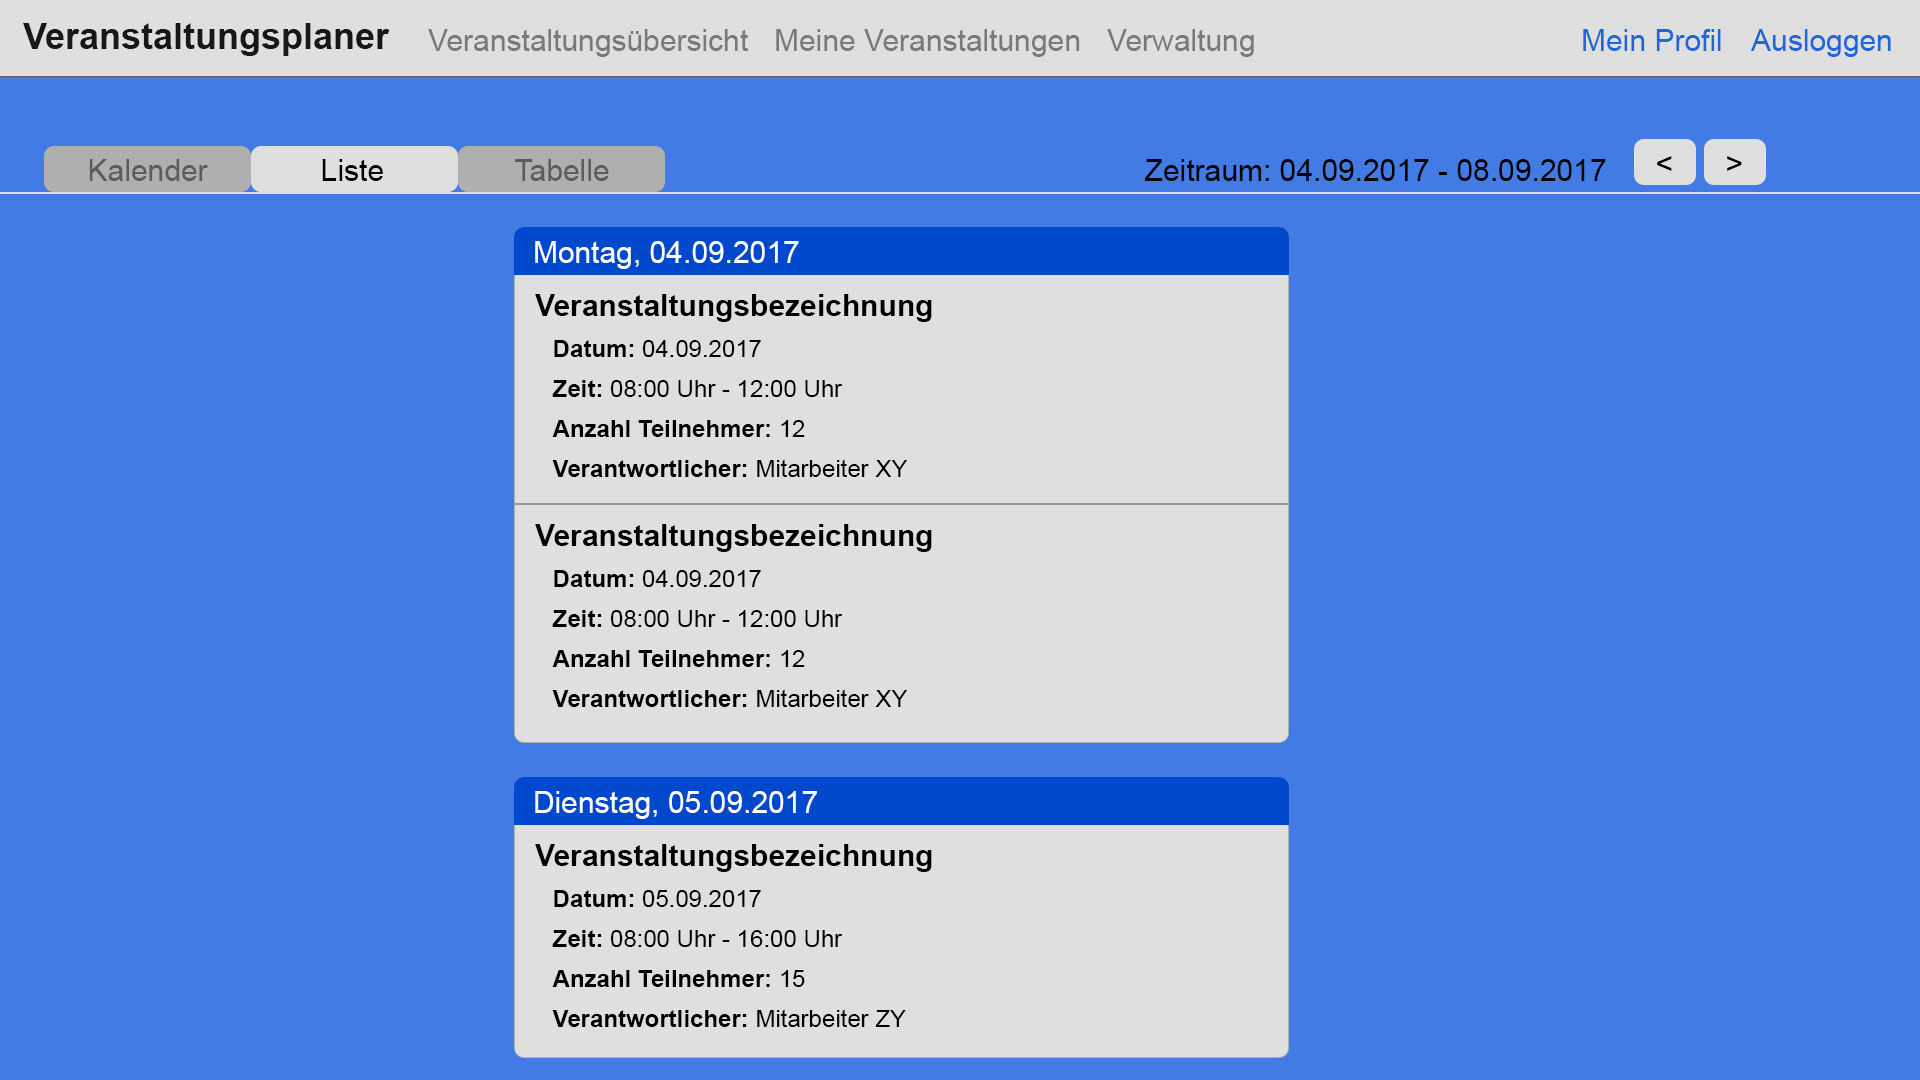 Veranstaltungsplaner Veranstaltungsübersicht Meine Veranstaltungen Verwaltung Mein Profil Ausloggen
Kalender Liste Tabelle Zeitraum: 04.09.2017 - 08.09.2017 < >
Montag, 04.09.2017
Veranstaltungsbezeichnung
Datum: 04.09.2017
Zeit: 08:00 Uhr - 12:00 Uhr
Anzahl Teilnehmer: 12
Verantwortlicher: Mitarbeiter XY
Veranstaltungsbezeichnung
Datum: 04.09.2017
Zeit: 08:00 Uhr - 12:00 Uhr
Anzahl Teilnehmer: 12
Verantwortlicher: Mitarbeiter XY
Dienstag, 05.09.2017
Veranstaltungsbezeichnung
Datum: 05.09.2017
Zeit: 08:00 Uhr - 16:00 Uhr
Anzahl Teilnehmer: 15
Verantwortlicher: Mitarbeiter ZY